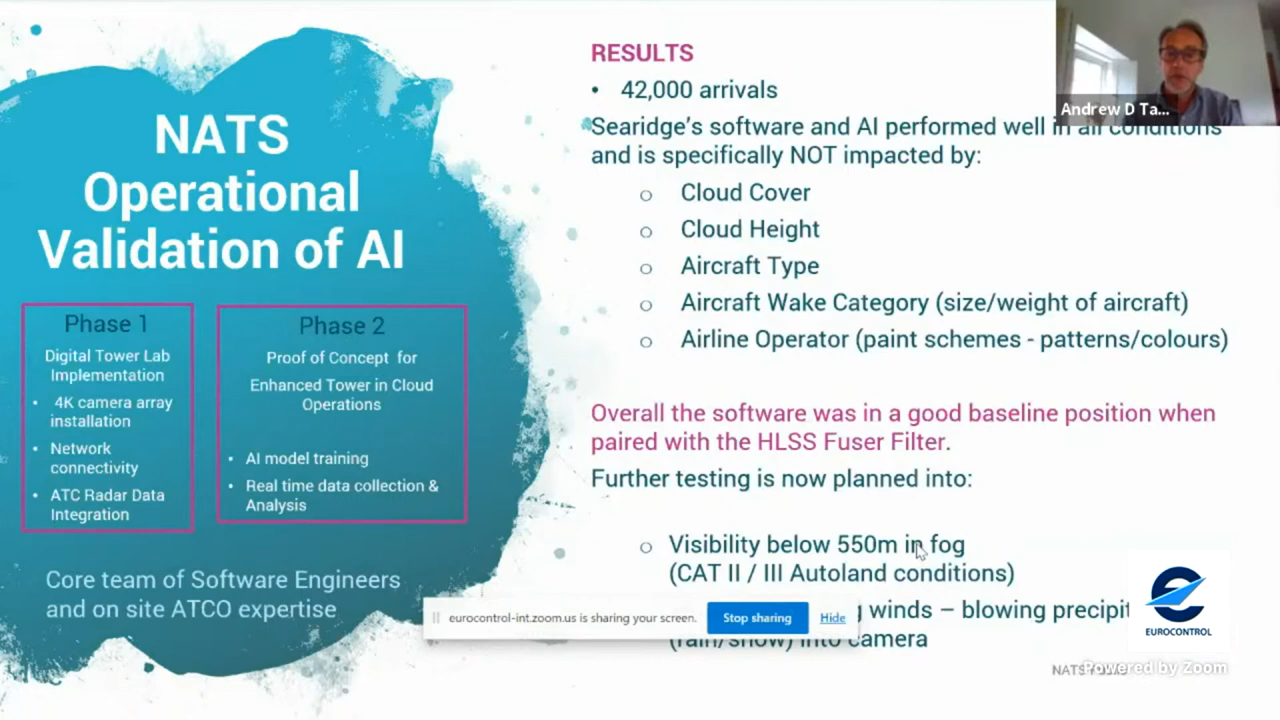 NATS
Operational
Validation of AI
Phase 1
Digital Tower Lab
Implementation
• 4K camera array
installation
• Network
connectivity
• ATC Radar Data
Integration
Phase 2
Proof of Concept for
Enhanced Tower in Cloud
Operations
• AI model training
• Real time data collection &
Analysis
Core team of Software Engineers
and on site ATCO expertise
RESULTS
• 42,000 arrivals
Searidge's software and AI performed well in all conditions
and is specifically NOT impacted by:
o Cloud Cover
o Cloud Height
o Aircraft Type
o Aircraft Wake Category (size/weight of aircraft)
o Airline Operator (paint schemes - patterns/colours)
Overall the software was in a good baseline position when
paired with the HLSS Fuser Filter.
Further testing is now planned into:
o Visibility below 550m in fog
(CAT II / III Autoland conditions)
winds – blowing
(rain/snow) into camera
Andrew D Ta...
eurocontrol-int.zoom.us is sharing your screen.
Stop sharing
Hide
EUROCONTROL
NATS
Powered by Zoom